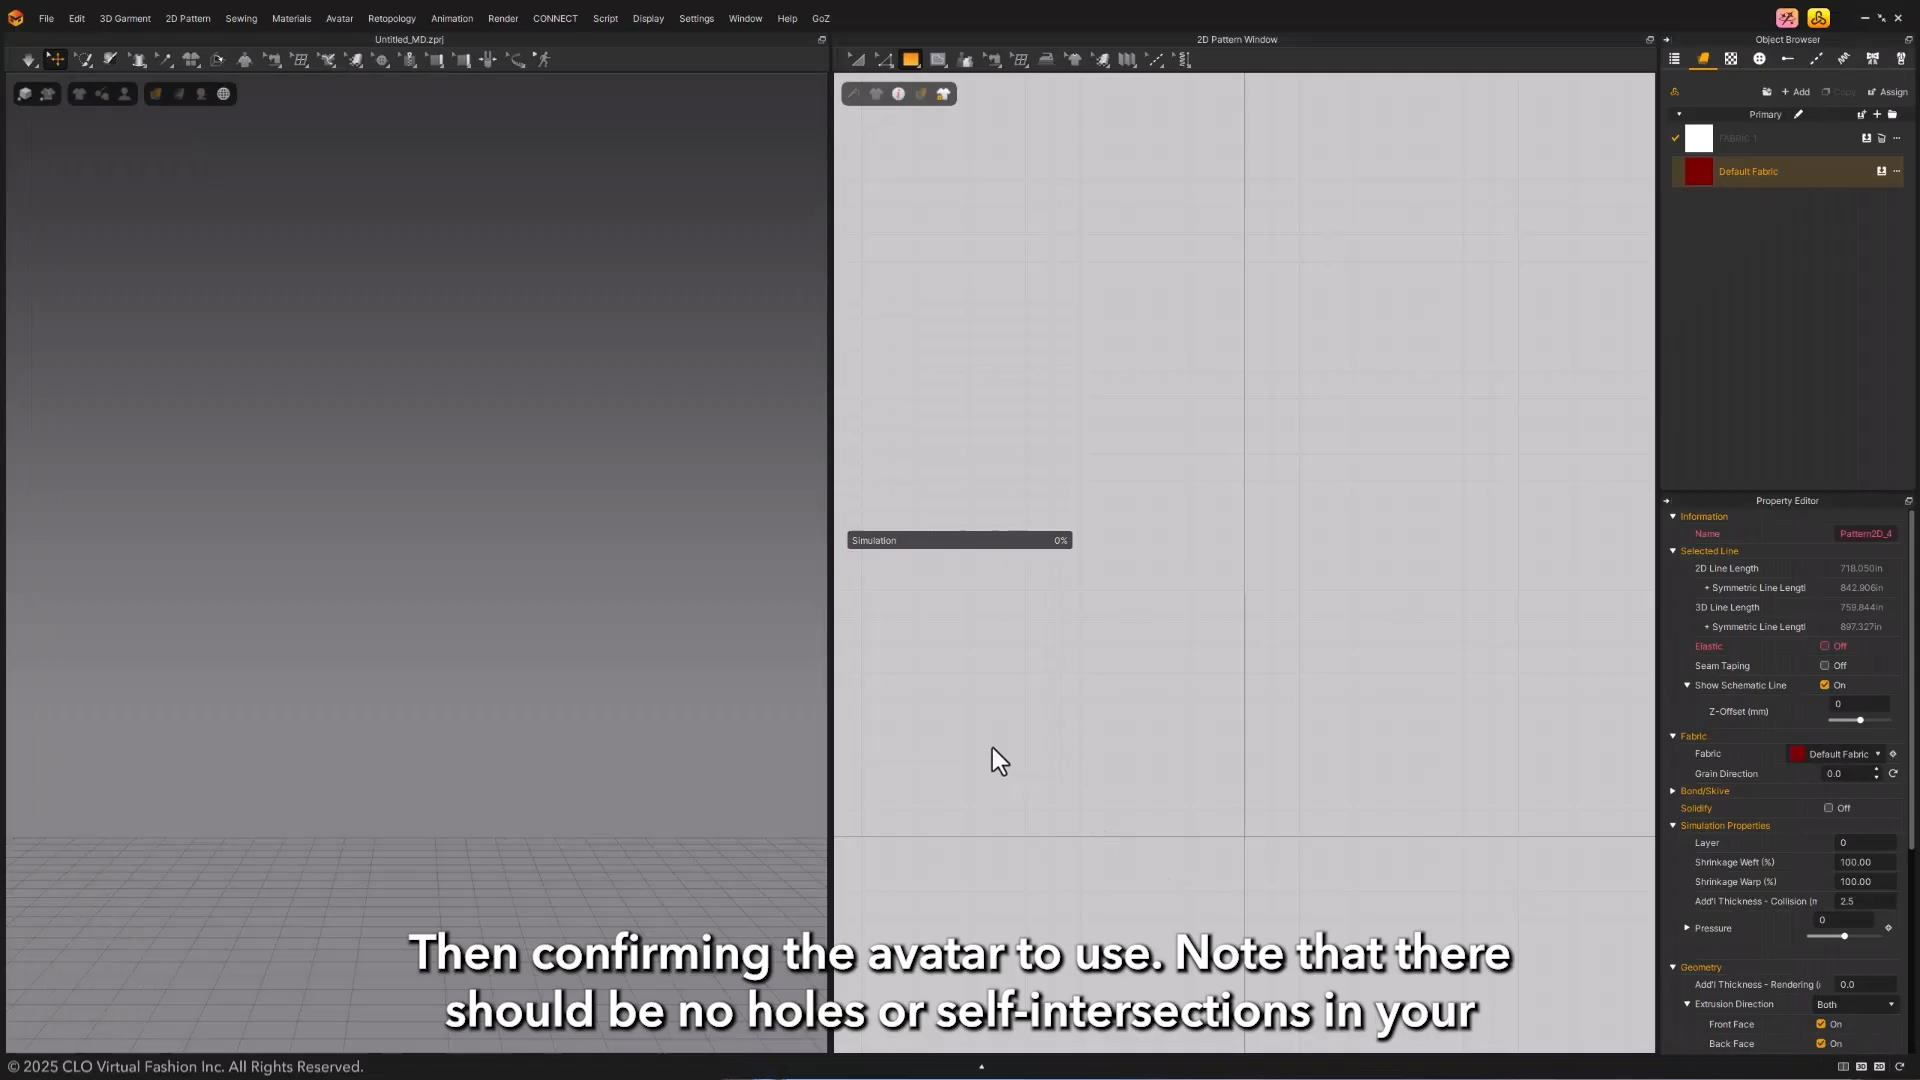 File Edit 3D Garment 2D Pattern Sewing Materials Avatar Retopology Animation Render CONNECT Script Display Settings Window Help GoZ
Untitled_MD.zprj
2D Pattern Window
Object Browser
+ Add Copy Assign
Primary
FABRIC 1
Default Fabric
Simulation 0%
Property Editor
Information
Name Pattern2D_4
Selected Line
2D Line Length 718.050in
+ Symmetric Line Lengtl 842.906in
3D Line Length 759.844in
+ Symmetric Line Lengtl 897.327in
Elastic Off
Seam Taping Off
Show Schematic Line On
Z-Offset (mm) 0
Fabric
Fabric Default Fabric
Grain Direction 0.0
Bond/Skive
Solidify Off
Simulation Properties
Layer 0
Shrinkage Weft (%) 100.00
Shrinkage Warp (%) 100.00
Add'l Thickness - Collision (m 2.5
Pressure 0
Geometry
Add'l Thickness - Rendering ( 0.0
Extrusion Direction Both
Front Face On
Back Face On
Then confirming the avatar to use. Note that there
should be no holes or self-intersections in your
© 2025 CLO Virtual Fashion Inc. All Rights Reserved.
3D 2D